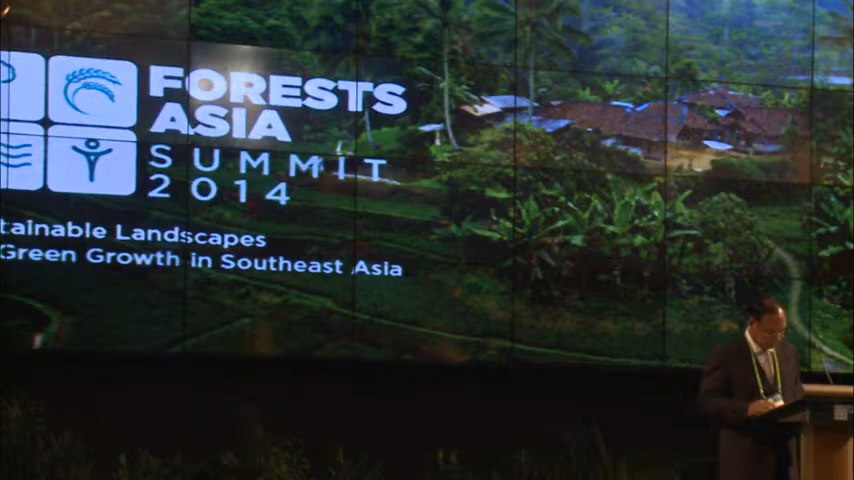 FORESTS
ASIA
SUMMIT
2014
tainable Landscapes
Green Growth in Southeast Asia